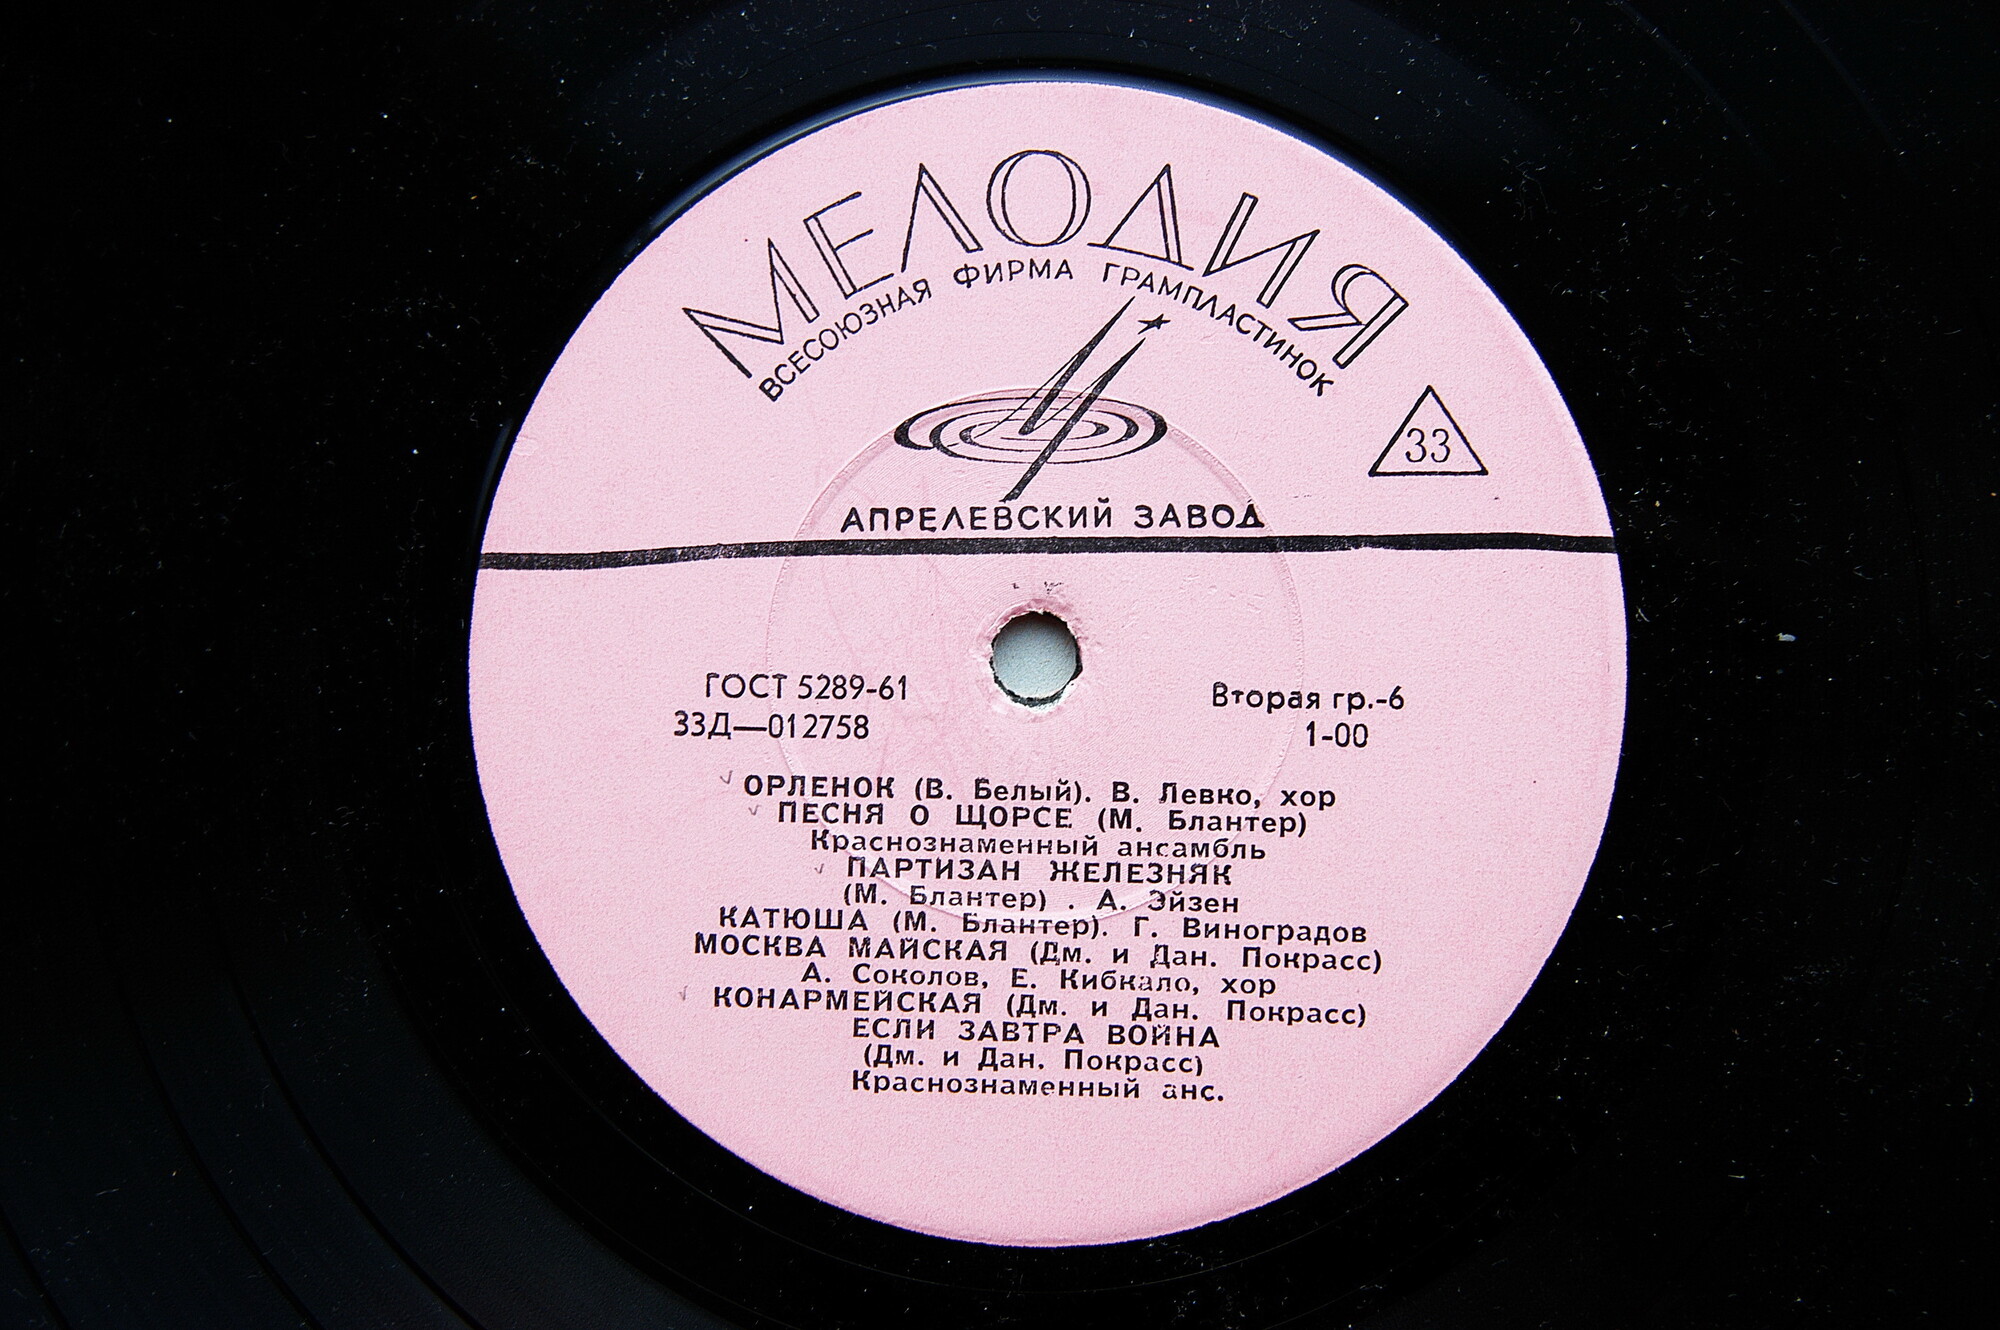 МЕЛОДИЯ
ВСЕСОЮЗНАЯ ФИРМА ГРАМПЛАСТИНОК
33
АПРЕЛЕВСКИЙ ЗАВОД
ГОСТ 5289-61
Вторая гр.-6
33Д—012758
1-00
ОРЛЕНОК (В. Белый). В. Левко, хор
ПЕСНЯ О ЩОРСЕ (М. Блантер)
Краснознаменный ансамбль
ПАРТИЗАН ЖЕЛЕЗНЯК
(М. Блантер) . А. Эйзен
КАТЮША (М. Блантер). Г. Виноградов
МОСКВА МАЙСКАЯ (Дм. и Дан. Покрасс)
А. Соколов, Е. Кибкало, хор
КОНАРМЕЙСКАЯ (Дм. и Дан. Покрасс)
ЕСЛИ ЗАВТРА ВОЙНА
(Дм. и Дан. Покрасс)
Краснознаменный анс.